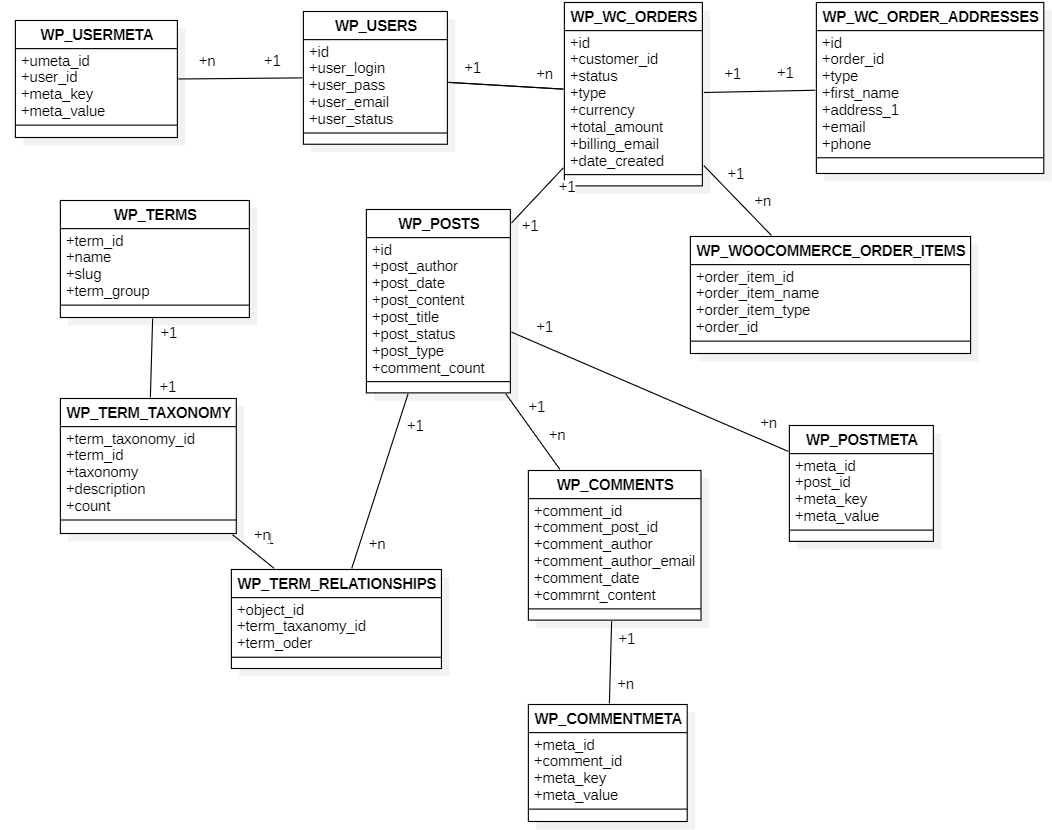 WP_USERMETA
+umeta_id
+user_id
+meta_key
+meta_value
+n
+1
WP_USERS
+id
+user_login
+user_pass
+user_email
+user_status
+1
+n
WP_WC_ORDERS
+id
+customer_id
+status
+type
+currency
+total_amount
+billing_email
+date_created
+1
+1
WP_WC_ORDER_ADDRESSES
+id
+order_id
+type
+first_name
+address_1
+email
+phone
+1
+1
+1
+n
WP_TERMS
+term_id
+name
+slug
+term_group
+1
+1
WP_POSTS
+id
+post_author
+post_date
+post_content
+post_title
+post_status
+post_type
+comment_count
+1
+n
+1
+n
+1
+n
WP_WOOCOMMERCE_ORDER_ITEMS
+order_item_id
+order_item_name
+order_item_type
+order_id
WP_TERM_TAXONOMY
+term_taxonomy_id
+term_id
+taxonomy
+description
+count
+n
WP_POSTMETA
+meta_id
+post_id
+meta_key
+meta_value
WP_COMMENTS
+comment_id
+comment_post_id
+comment_author
+comment_author_email
+comment_date
+commrnt_content
+1
+n
WP_TERM_RELATIONSHIPS
+object_id
+term_taxanomy_id
+term_oder
WP_COMMENTMETA
+meta_id
+comment_id
+meta_key
+meta_value